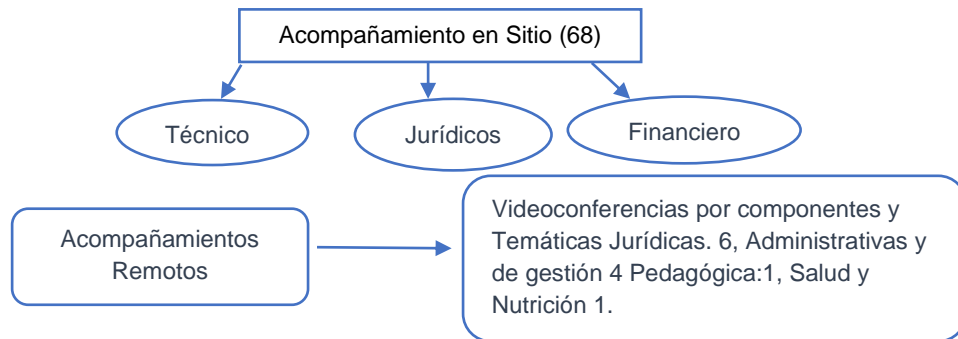 Acompañamiento en Sitio (68)
Técnico
Jurídicos
Financiero
Acompañamientos
Remotos
Videoconferencias por componentes y
Temáticas Jurídicas. 6, Administrativas y
de gestión 4 Pedagógica:1, Salud y
Nutrición 1.